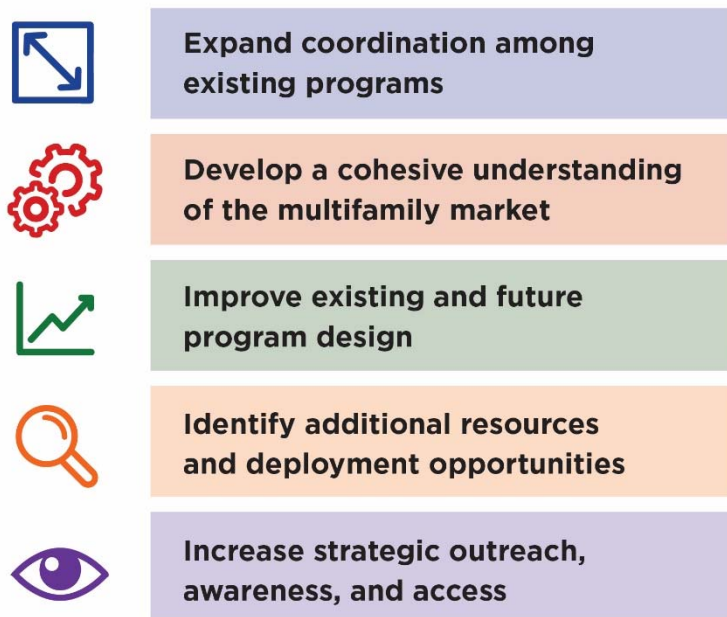 Expand coordination among
existing programs
Develop a cohesive understanding
of the multifamily market
Improve existing and future
program design
Identify additional resources
and deployment opportunities
Increase strategic outreach,
awareness, and access